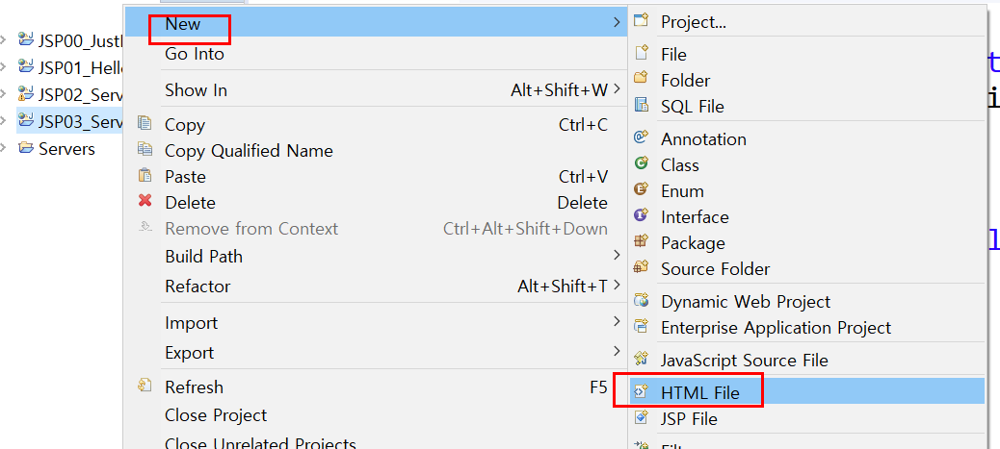 JSP00_Just
JSP01_Hello
JSP02_Serv
JSP03_Serv
Servers
New
Go Into
Show In Alt+Shift+W
Copy Ctrl+C
Copy Qualified Name
Paste Ctrl+V
Delete Delete
Remove from Context Ctrl+Alt+Shift+Down
Build Path
Refactor Alt+Shift+T
Import
Export
Refresh F5
Close Project
Close Unrelated Projects
Project...
File
Folder
SQL File
Annotation
Class
Enum
Interface
Package
Source Folder
Dynamic Web Project
Enterprise Application Project
JavaScript Source File
HTML File
JSP File